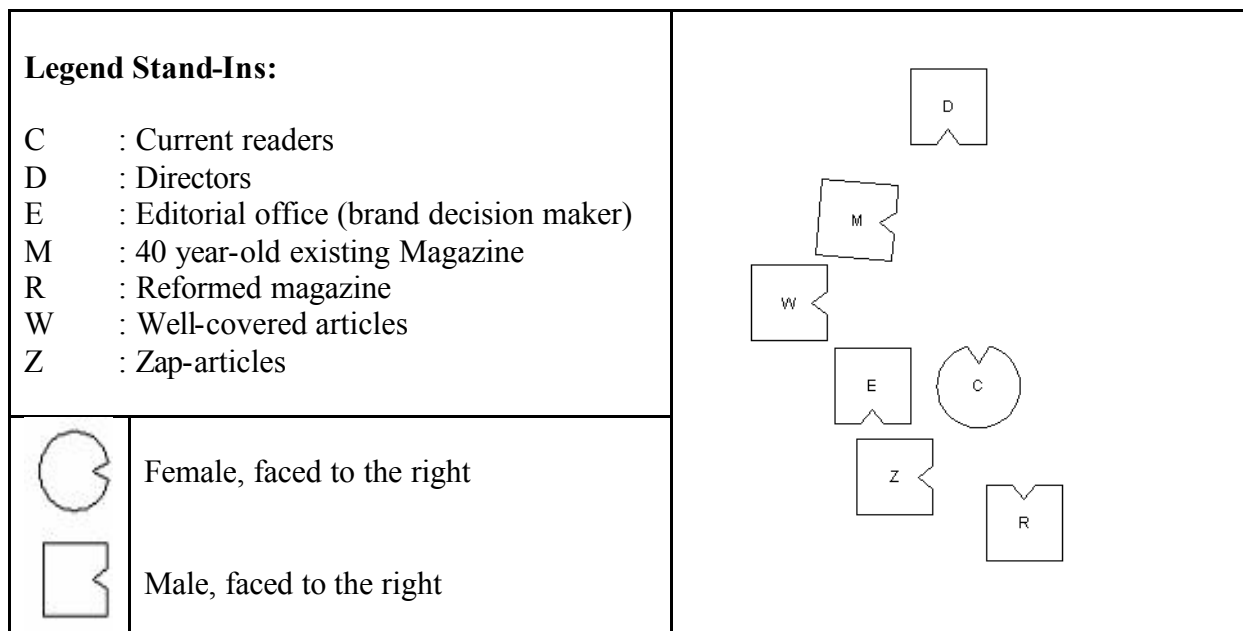 Legend Stand-Ins:
C : Current readers
D : Directors
E : Editorial office (brand decision maker)
M : 40 year-old existing Magazine
R : Reformed magazine
W : Well-covered articles
Z : Zap-articles
Female, faced to the right
Male, faced to the right
D
M
W
E
C
Z
R